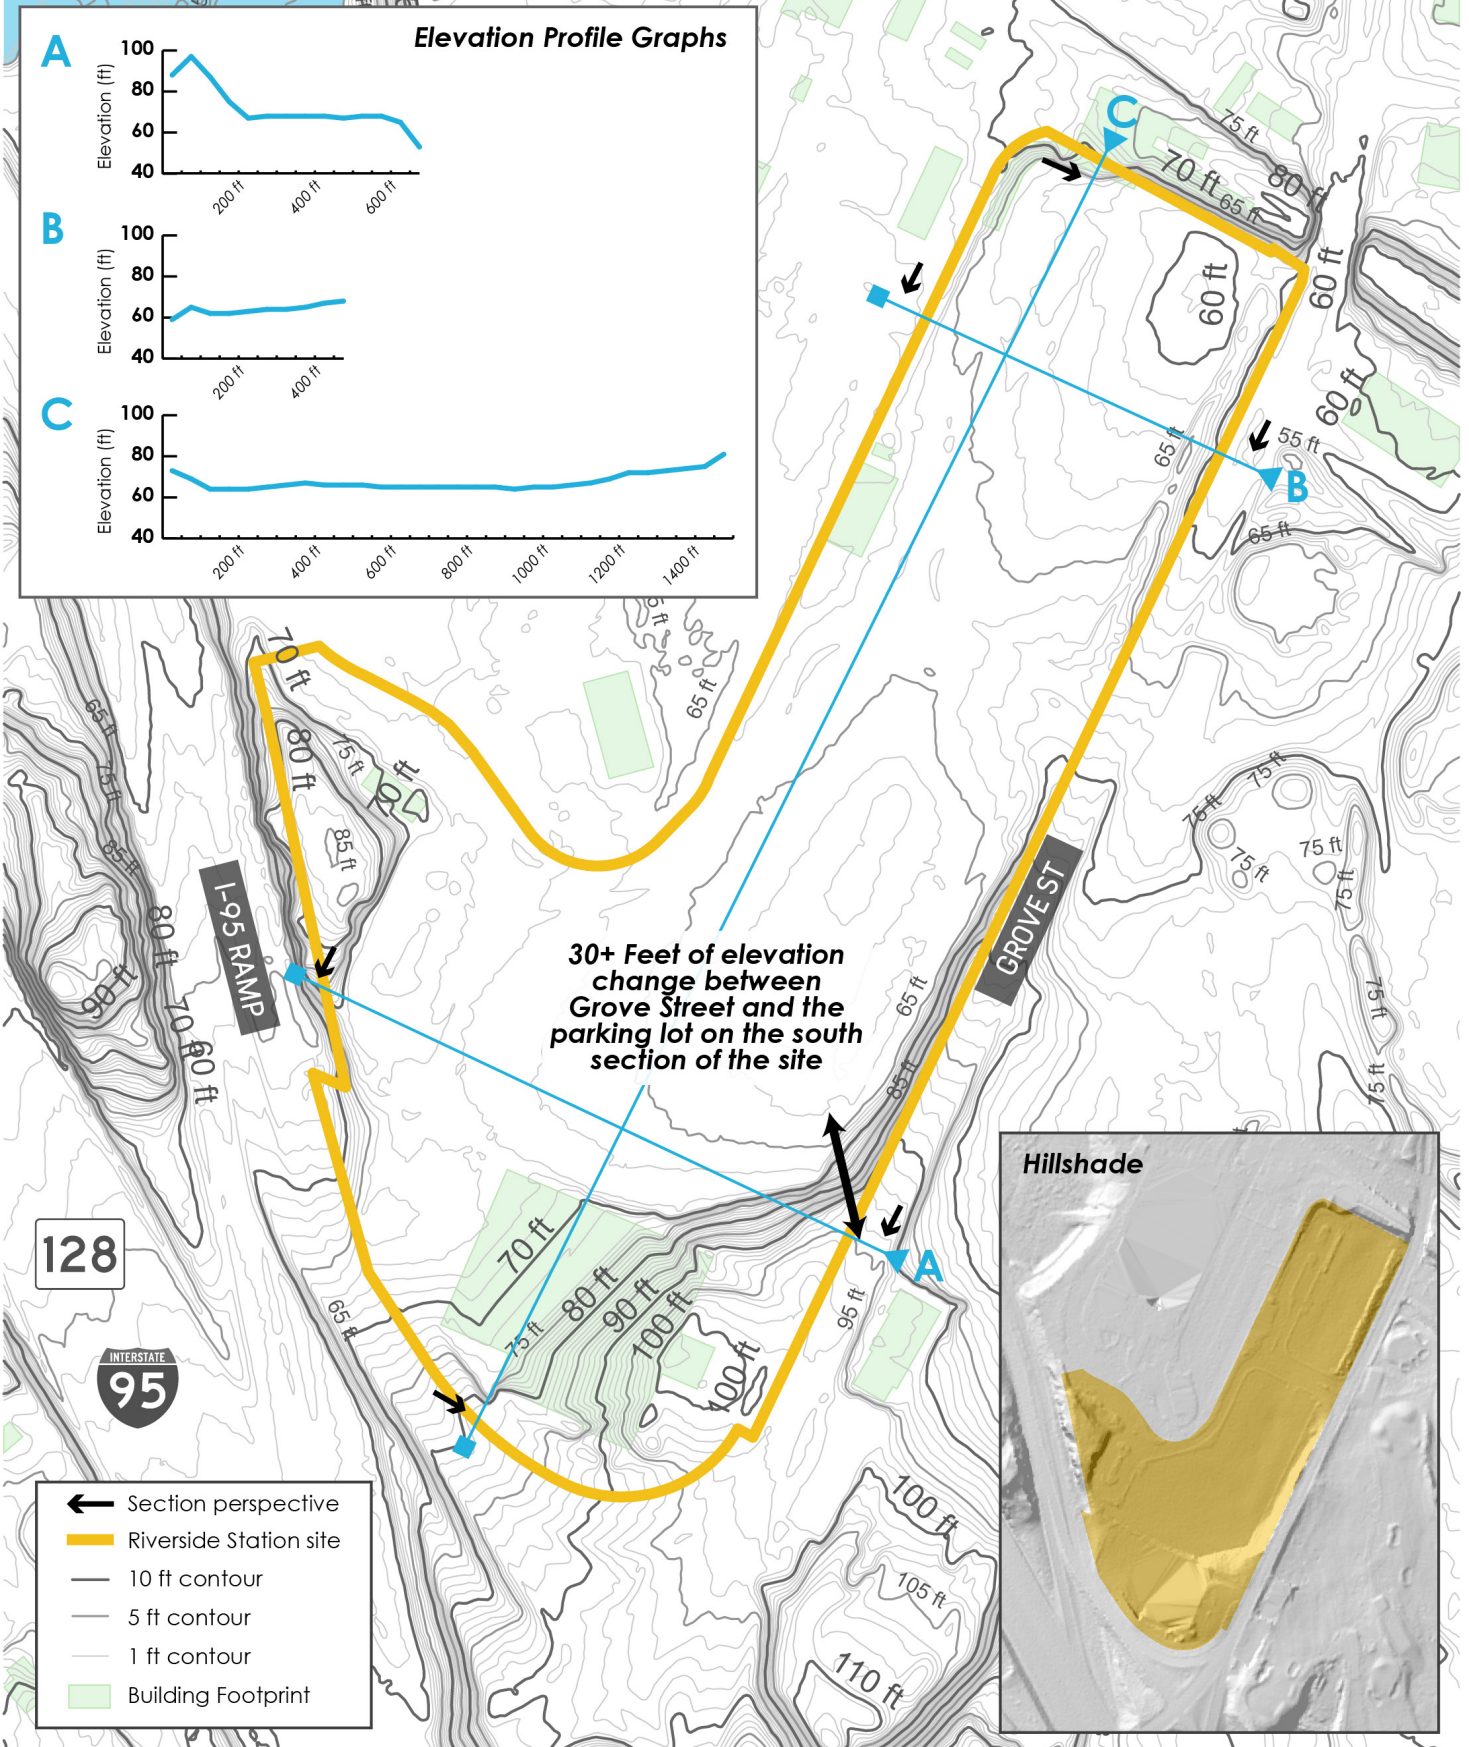 Elevation Profile Graphs
A
Elevation (ft)
100
80
60
40
200 ft
400 ft
600 ft
B
Elevation (ft)
100
80
60
40
200 ft
400 ft
C
Elevation (ft)
100
80
60
40
200 ft
400 ft
600 ft
800 ft
1000 ft
1200 ft
1400 ft
C
75 ft
70 ft
80 ft
65 ft
60 ft
60 ft
60 ft
55 ft
65 ft
B
65 ft
5 ft
65 ft
70 ft
80 ft
75 ft
85 ft
65 ft
75 ft
85 ft
80 ft
90 ft
70 ft
60 ft
I-95 RAMP
GROVE ST
75 ft
75 ft
75 ft
75 ft
75 ft
75 ft
75 ft
30+ Feet of elevation
change between
Grove Street and the
parking lot on the south
section of the site
65 ft
85 ft
A
95 ft
70 ft
80 ft
90 ft
100 ft
75 ft
100 ft
65 ft
128
INTERSTATE
95
100 ft
105 ft
110 ft
Hillshade
Section perspective
Riverside Station site
10 ft contour
5 ft contour
1 ft contour
Building Footprint